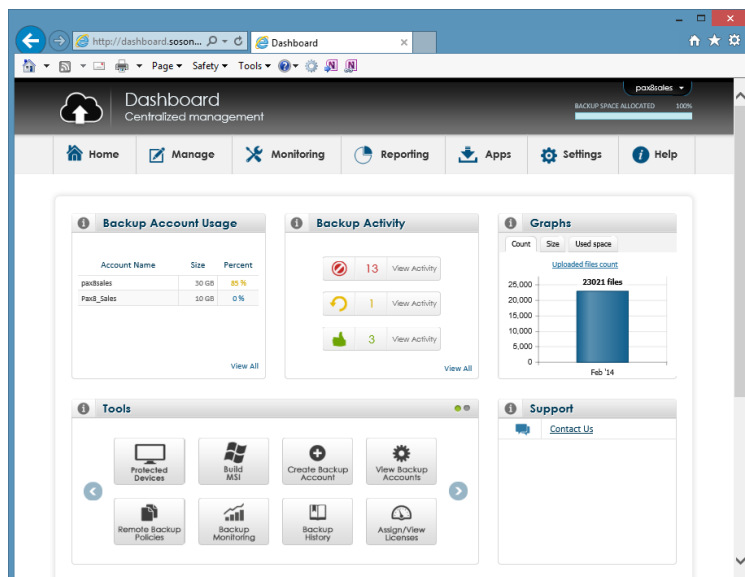 http://dashboard.soson...
Dashboard
Page
Safety
Tools
Dashboard
Centralized management
pax8sales
BACKUP SPACE ALLOCATED 100%
Home
Manage
Monitoring
Reporting
Apps
Settings
Help
Backup Account Usage
Account Name Size Percent
pax8sales 30 GB 85 %
Pax8_Sales 10 GB 0 %
View All
Backup Activity
13 View Activity
1 View Activity
3 View Activity
View All
Graphs
Count Size Used space
Uploaded files count
23021 files
25,000
20,000
15,000
10,000
5,000
0
Feb '14
Tools
Protected
Devices
Build
MSI
Create Backup
Account
View Backup
Accounts
Remote Backup
Policies
Backup
Monitoring
Backup
History
Assign/View
Licenses
Support
Contact Us